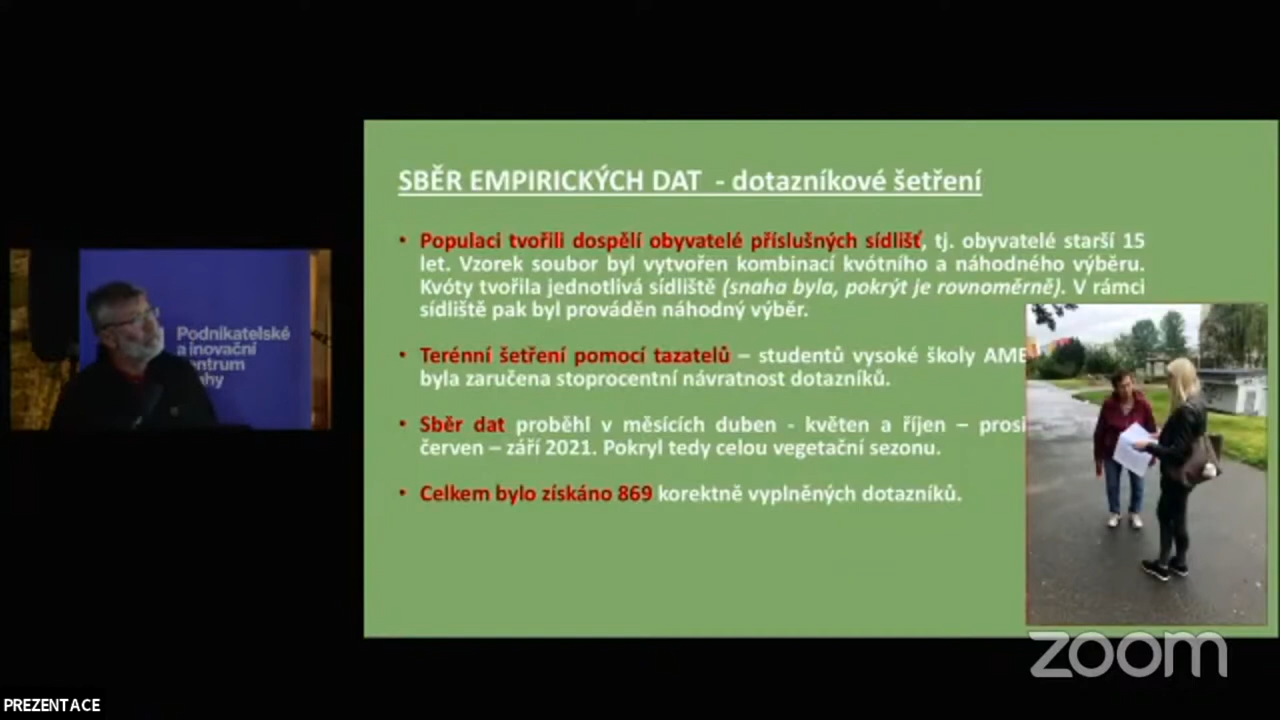 SBĚR EMPIRICKÝCH DAT - dotazníkové šetření
• Populaci tvořili dospělí obyvatelé příslušných sídlišť, tj. obyvatelé starší 15
let. Vzorek soubor byl vytvořen kombinací kvótního a náhodného výběru.
Kvóty tvořila jednotlivá sídliště (snaha byla, pokrýt je rovnoměrně). V rámci
sídliště pak byl prováděn náhodný výběr.
• Terénní šetření pomocí tazatelů – studentů vysoké školy
byla zaručena stoprocentní návratnost dotazníků.
• Sběr dat proběhl v měsících duben - květen a říjen –
červen – září 2021. Pokryl tedy celou vegetační sezonu.
• Celkem bylo získáno 869 korektně vyplněných dotazníků.
Podnikatelské
a inovační
zoom
PREZENTACE